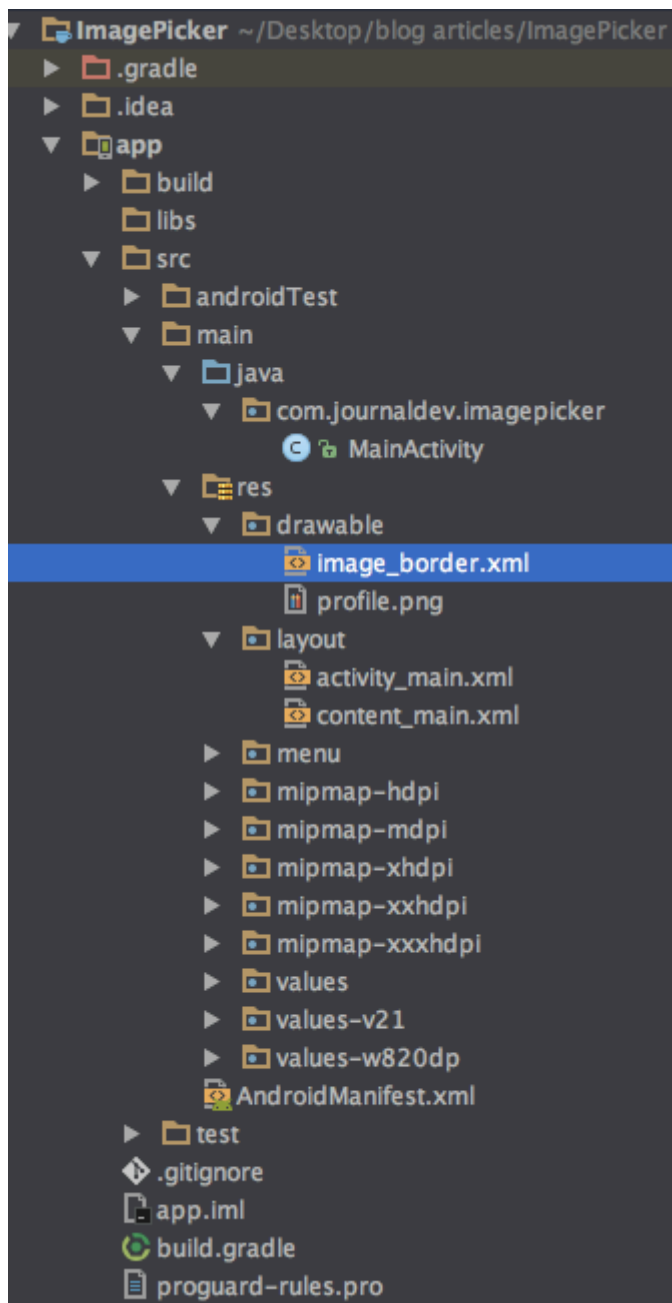 ImagePicker ~/Desktop/blog articles/ImagePicker
.gradle
.idea
app
build
libs
src
androidTest
main
java
com.journaldev.imagepicker
C MainActivity
res
drawable
image_border.xml
profile.png
layout
activity_main.xml
content_main.xml
menu
mipmap-hdpi
mipmap-mdpi
mipmap-xhdpi
mipmap-xxhdpi
mipmap-xxxhdpi
values
values-v21
values-w820dp
AndroidManifest.xml
test
.gitignore
app.iml
build.gradle
proguard-rules.pro